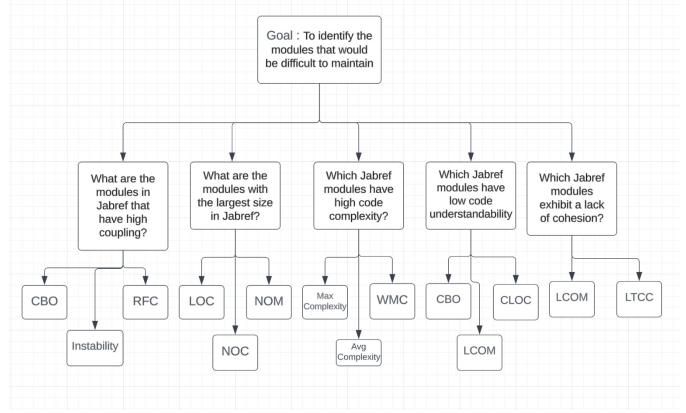 Goal : To identify the
modules that would
be difficult to maintain
What are the
modules in
Jabref that
have high
coupling?
What are the
modules with
the largest size
in Jabref?
Which Jabref
modules have
high code
complexity?
Which Jabref
modules have
low code
understandability
Which Jabref
modules
exhibit a lack
of cohesion?
CBO
Instability
RFC
LOC
NOC
NOM
Max
Complexity
Avg
Complexity
WMC
CBO
LCOM
CLOC
LCOM
LTCC